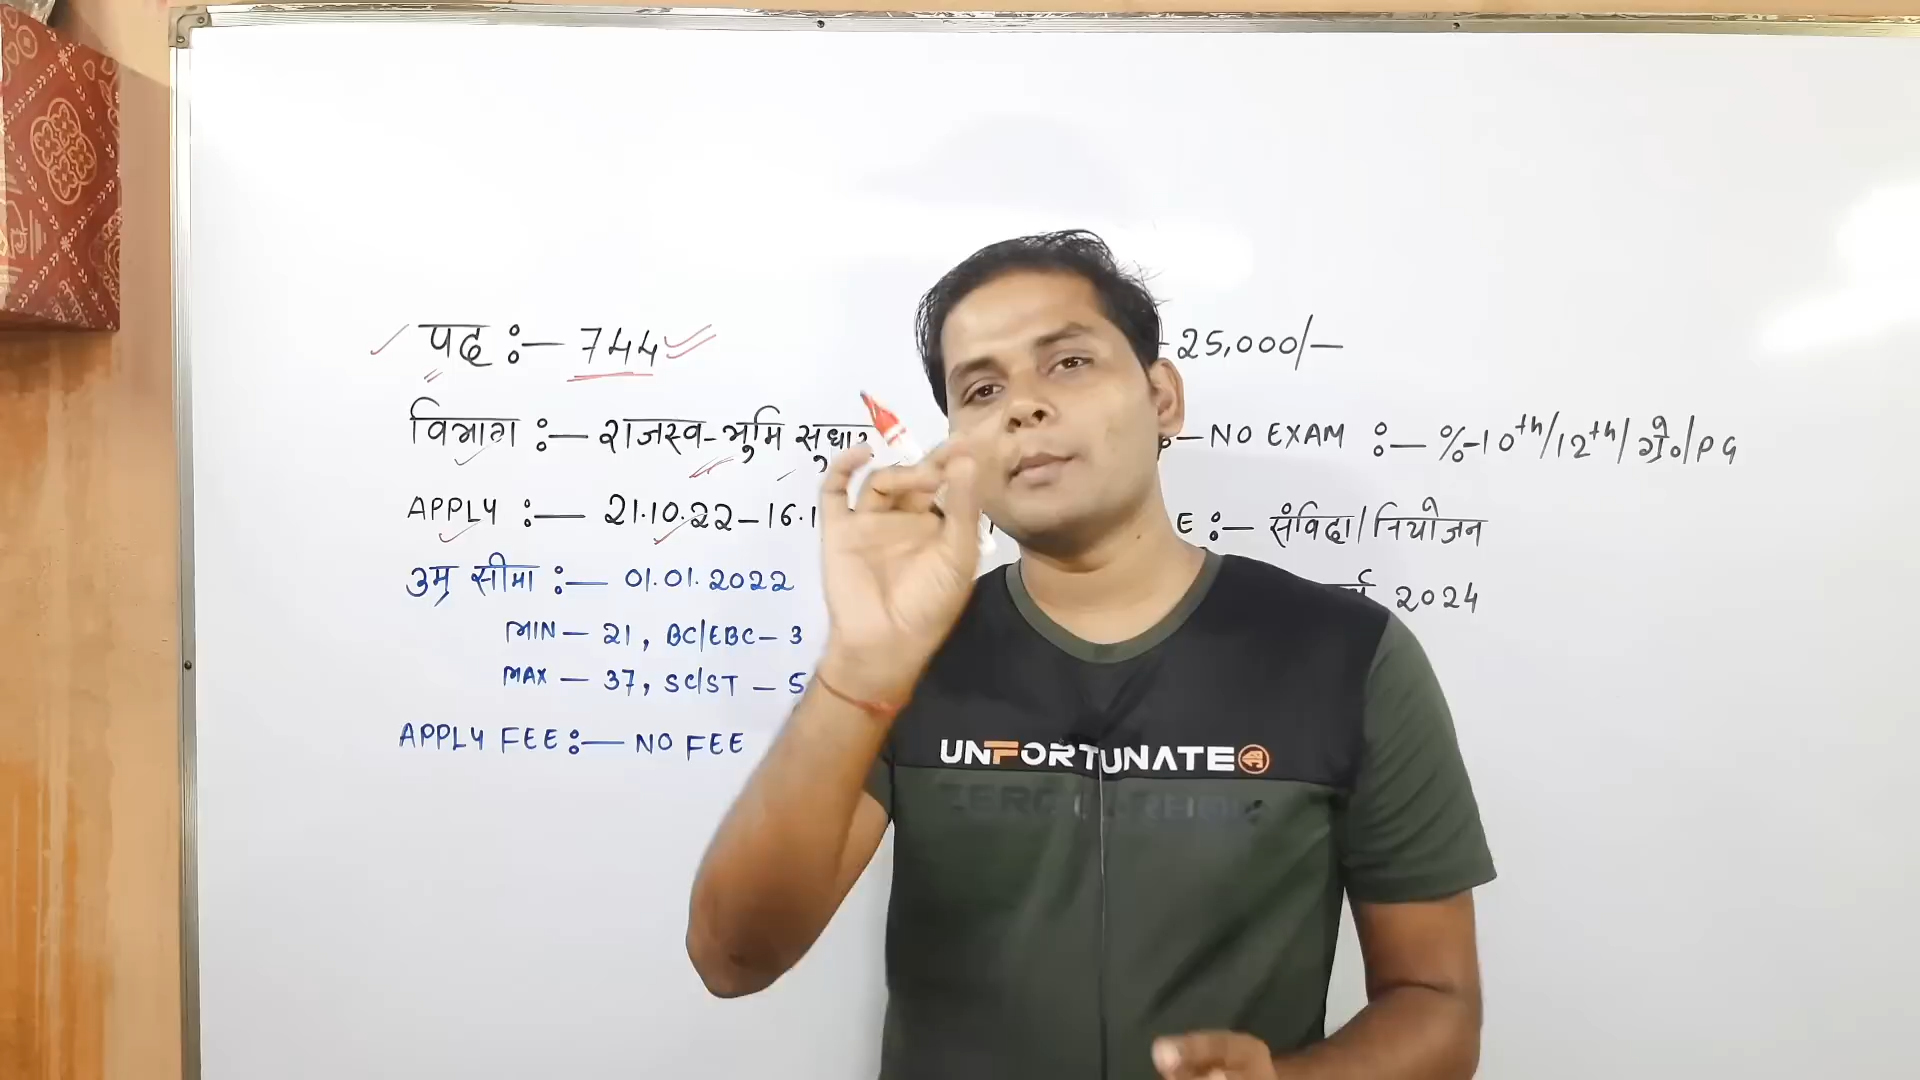 पद :— 744
25,000/—
विभाग :— राजस्व-भुमि सुधार
—NO EXAM :— %-10th/12th/ग्रे०/PG
APPLY :— 21.10.22—16.1
E :— संविदा/नियोजन
उम्र सीमा :— 01.01.2022
2024
MIN — 21, BC/EBC — 3
MAX — 37, SC/ST — 5
APPLY FEE :— NO FEE
UNFORTUNATE